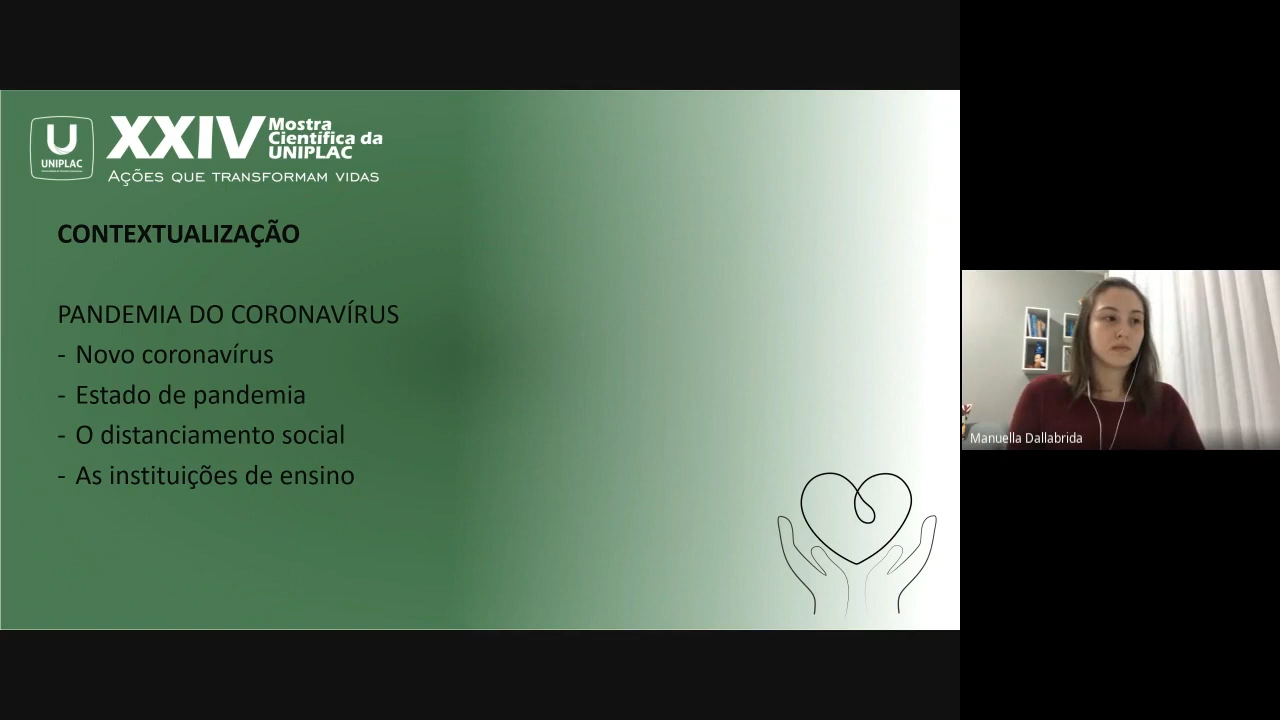 XXIV Mostra
Científica da
UNIPLAC
U
UNIPLAC
AÇÕES QUE TRANSFORMAM VIDAS
CONTEXTUALIZAÇÃO
PANDEMIA DO CORONAVÍRUS
- Novo coronavírus
- Estado de pandemia
- O distanciamento social
- As instituições de ensino
Manuella Dallabrida